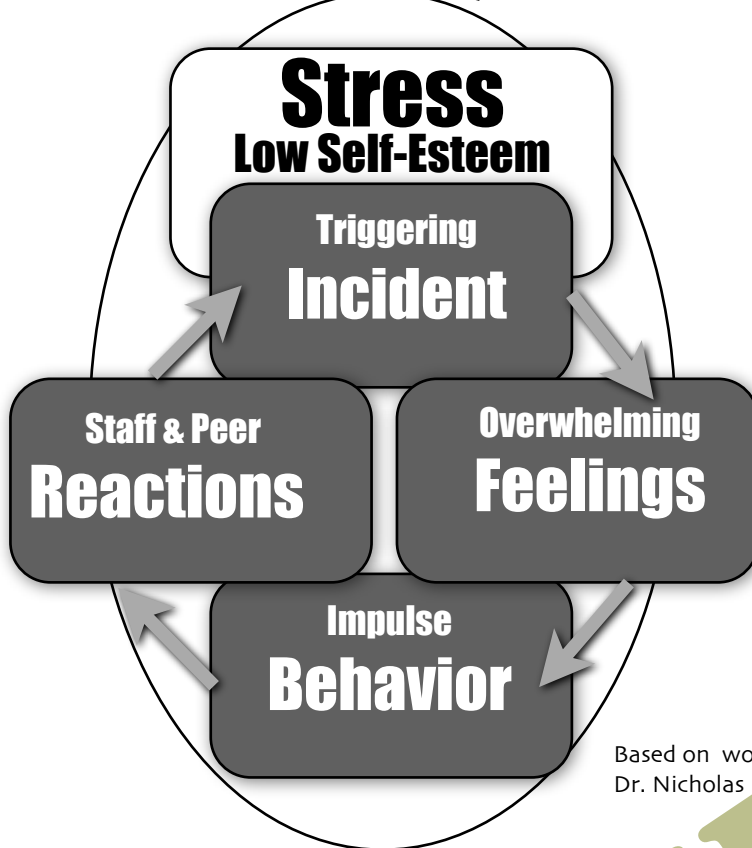 Stress
Low Self-Esteem
Triggering
Incident
Overwhelming
Feelings
Impulse
Behavior
Staff & Peer
Reactions
Based on
Dr. Nicholas